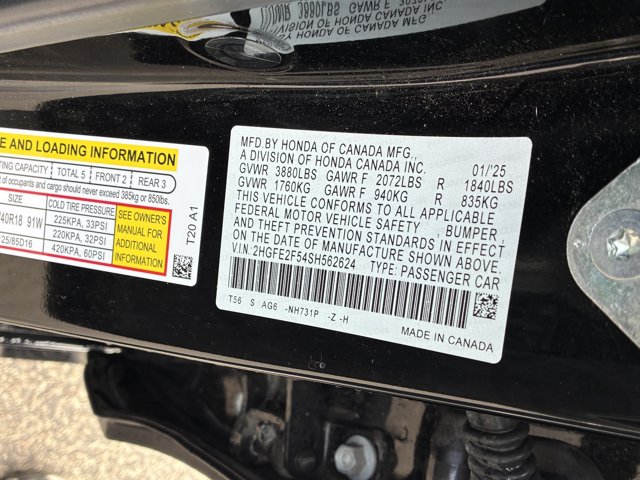 E AND LOADING INFORMATION
TING CAPACITY TOTAL 5 FRONT 2 REAR 3
of occupants and cargo should never exceed 385kg or 850lbs.
SIZE COLD TIRE PRESSURE SEE OWNER'S MANUAL FOR ADDITIONAL INFORMATION
40R18 91W 225KPA, 33PSI
220KPA, 32PSI
125/85D16 420KPA, 60PSI
T20 A1
MFD.BY HONDA OF CANADA MFG.,
A DIVISION OF HONDA CANADA INC. 01/'25
GVWR 3880LBS GAWR F 2072LBS R 1840LBS
GVWR 1760KG GAWR F 940KG R 835KG
THIS VEHICLE CONFORMS TO ALL APPLICABLE
FEDERAL MOTOR VEHICLE SAFETY , BUMPER,
AND THEFT PREVENTION STANDARDS IN EFFECT
ON THE DATE OF MANUFACTURE SHOWN ABOVE.
V.I.N. 2HGFE2F54SH562624 TYPE: PASSENGER CAR
T56 S AG6 -NH731P -Z -H
MADE IN CANADA